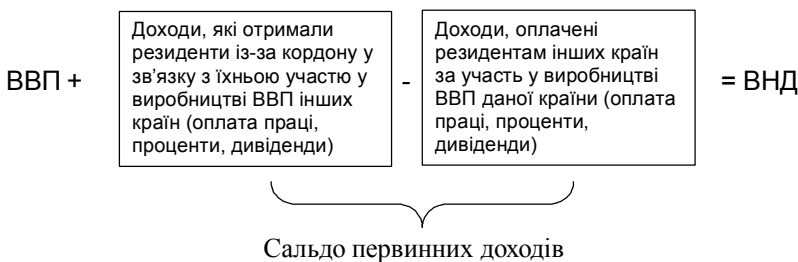 ВВП +
Доходи, які отримали
резиденти із-за кордону у
зв’язку з їхньою участю у
виробництві ВВП інших
країн (оплата праці,
проценти, дивіденди)
-
Доходи, оплачені
резидентам інших країн
за участь у виробництві
ВВП даної країни (оплата
праці, проценти,
дивіденди)
= ВНД
Сальдо первинних доходів